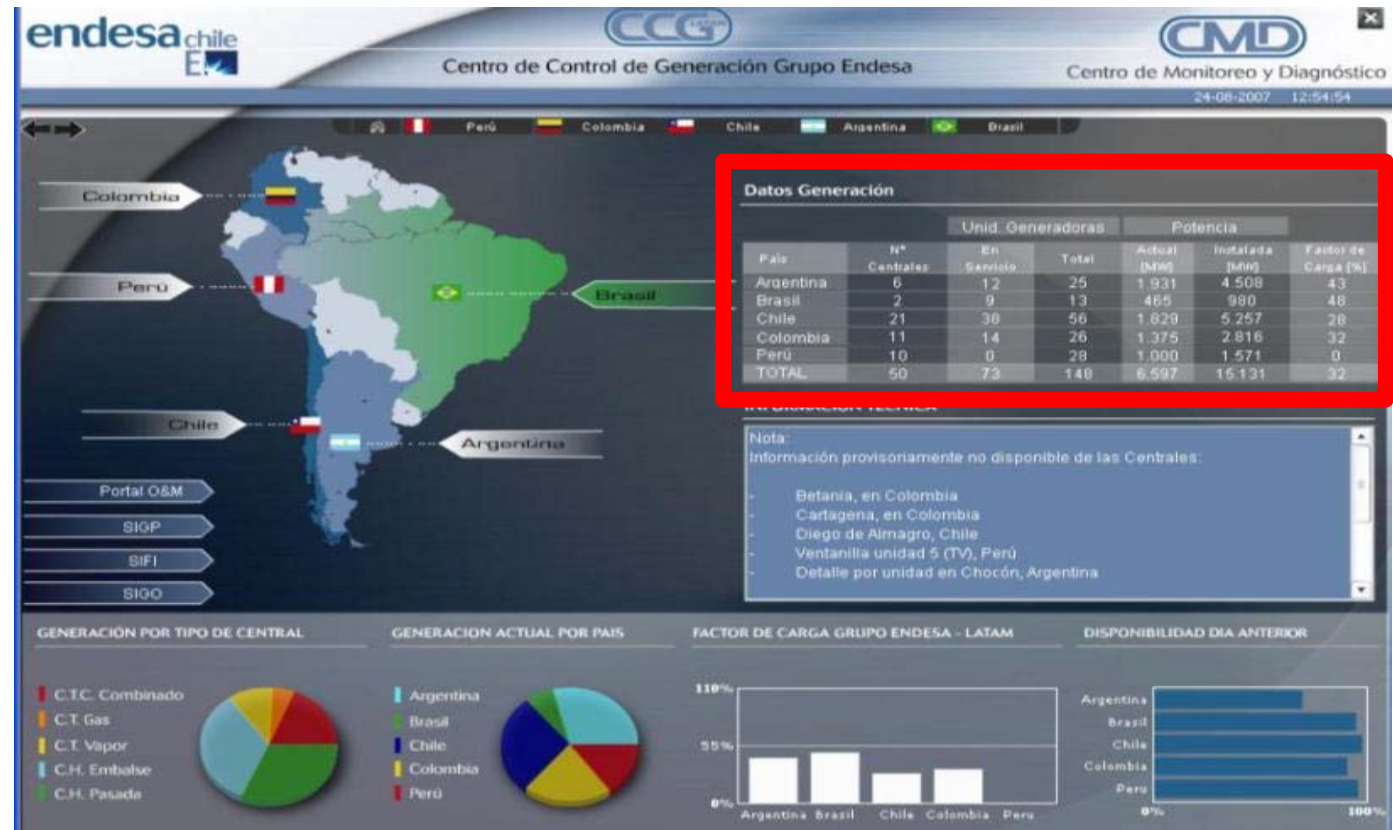 endesa chile
CCG LATAM
Centro de Control de Generación Grupo Endesa
CMD
Centro de Monitoreo y Diagnóstico
24-08-2007 12:54:54
Perú Colombia Chile Argentina Brasil
Colombia
Perú
Brasil
Chile
Argentina
Portal O&M
SIGP
SIFI
SIGO
Datos Generación
Unid. Generadoras Potencia
País N° Centrales En Servicio Total Actual [MW] Instalada [MW] Factor de Carga [%]
Argentina 6 12 25 1.931 4.508 43
Brasil 2 9 13 465 980 48
Chile 21 38 56 1.829 5.257 28
Colombia 11 14 26 1.375 2.816 32
Perú 10 0 28 1.000 1.571 0
TOTAL 50 73 148 6.597 15.131 32
INFORMACIÓN TÉCNICA
Nota:
Información provisoriamente no disponible de las Centrales:
- Betania, en Colombia
- Cartagena, en Colombia
- Diego de Almagro, Chile
- Ventanilla unidad 5 (TV), Perú
- Detalle por unidad en Chocón, Argentina
GENERACIÓN POR TIPO DE CENTRAL
C.T.C. Combinado
C.T. Gas
C.T. Vapor
C.H. Embalse
C.H. Pasada
GENERACION ACTUAL POR PAIS
Argentina
Brasil
Chile
Colombia
Perú
FACTOR DE CARGA GRUPO ENDESA - LATAM
110%
55%
0%
Argentina Brasil Chile Colombia Peru
DISPONIBILIDAD DIA ANTERIOR
Argentina
Brasil
Chile
Colombia
Peru
0% 100%